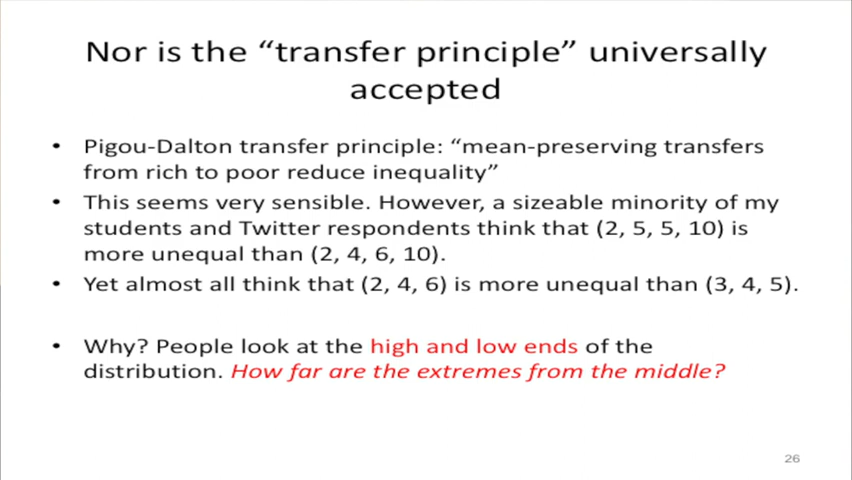 Nor is the “transfer principle” universally
accepted
• Pigou-Dalton transfer principle: “mean-preserving transfers
from rich to poor reduce inequality”
• This seems very sensible. However, a sizeable minority of my
students and Twitter respondents think that (2, 5, 5, 10) is
more unequal than (2, 4, 6, 10).
• Yet almost all think that (2, 4, 6) is more unequal than (3, 4, 5).
• Why? People look at the high and low ends of the
distribution. How far are the extremes from the middle?
26